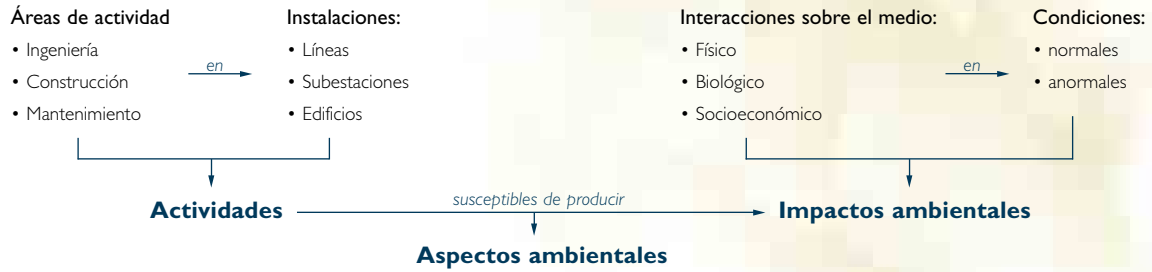 Áreas de actividad
• Ingeniería
• Construcción
• Mantenimiento
en
Instalaciones:
• Líneas
• Subestaciones
• Edificios
Interacciones sobre el medio:
• Físico
• Biológico
• Socioeconómico
en
Condiciones:
• normales
• anormales
Actividades
susceptibles de producir
Impactos ambientales
Aspectos ambientales